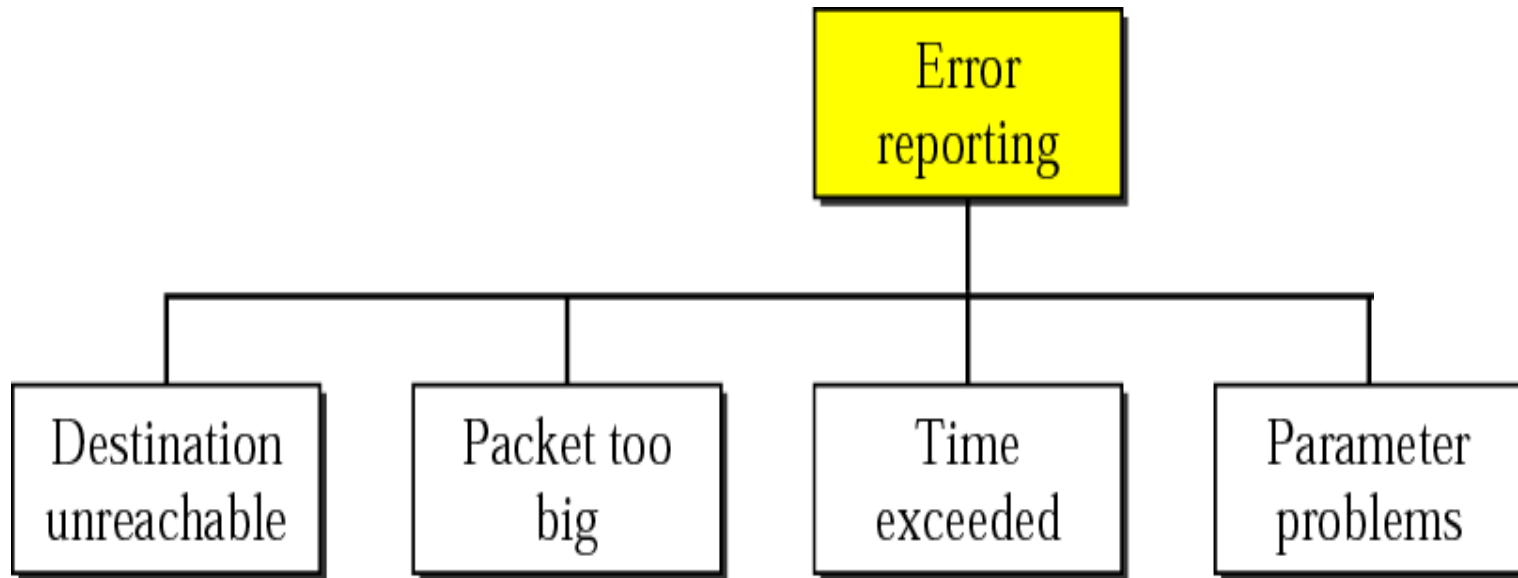 Error
reporting
Destination
unreachable
Packet too
big
Time
exceeded
Parameter
problems